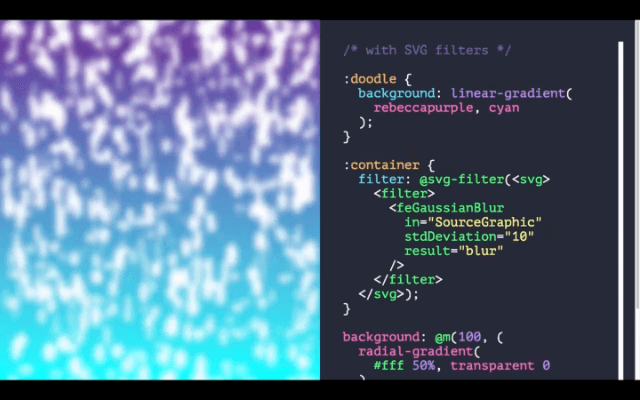 /* with SVG filters */
:doodle {
background: linear-gradient(
rebeccapurple, cyan
);
}
:container {
filter: @svg-filter(<svg>
<filter>
<feGaussianBlur
in="SourceGraphic"
stdDeviation="10"
result="blur"
/>
</filter>
</svg>);
}
background: @m(100, (
radial-gradient(
#fff 50%, transparent 0
)